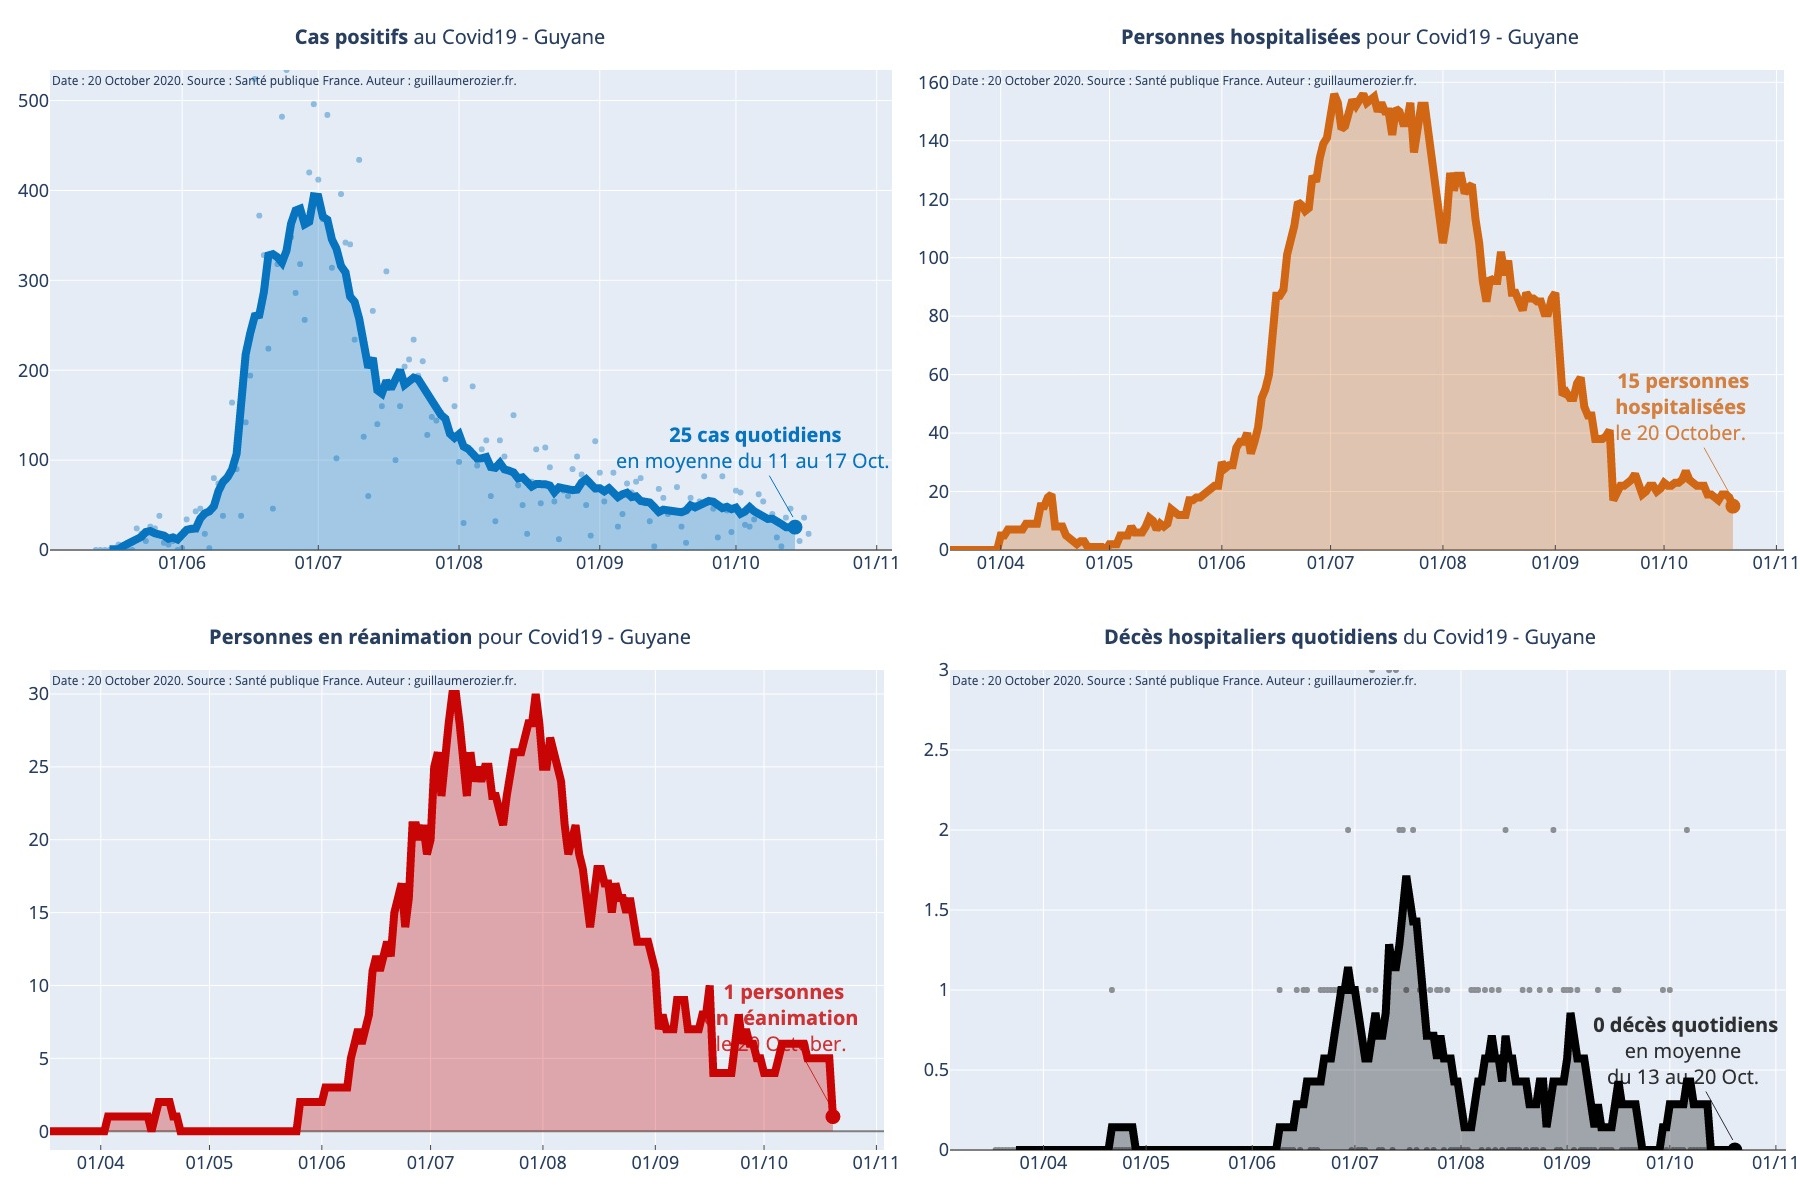 Cas positifs au Covid19 - Guyane
Date : 20 October 2020. Source : Santé publique France. Auteur : guillaumerozier.fr.
500
400
300
200
100
0
25 cas quotidiens
en moyenne du 11 au 17 Oct.
01/06 01/07 01/08 01/09 01/10 01/11
Personnes hospitalisées pour Covid19 - Guyane
Date : 20 October 2020. Source : Santé publique France. Auteur : guillaumerozier.fr.
160
140
120
100
80
60
40
20
0
15 personnes
hospitalisées
le 20 October.
01/04 01/05 01/06 01/07 01/08 01/09 01/10 01/11
Personnes en réanimation pour Covid19 - Guyane
Date : 20 October 2020. Source : Santé publique France. Auteur : guillaumerozier.fr.
30
25
20
15
10
5
0
1 personnes
en réanimation
le 20 October.
01/04 01/05 01/06 01/07 01/08 01/09 01/10 01/11
Décès hospitaliers quotidiens du Covid19 - Guyane
Date : 20 October 2020. Source : Santé publique France. Auteur : guillaumerozier.fr.
3
2.5
2
1.5
1
0.5
0
0 décès quotidiens
en moyenne
du 13 au 20 Oct.
01/04 01/05 01/06 01/07 01/08 01/09 01/10 01/11